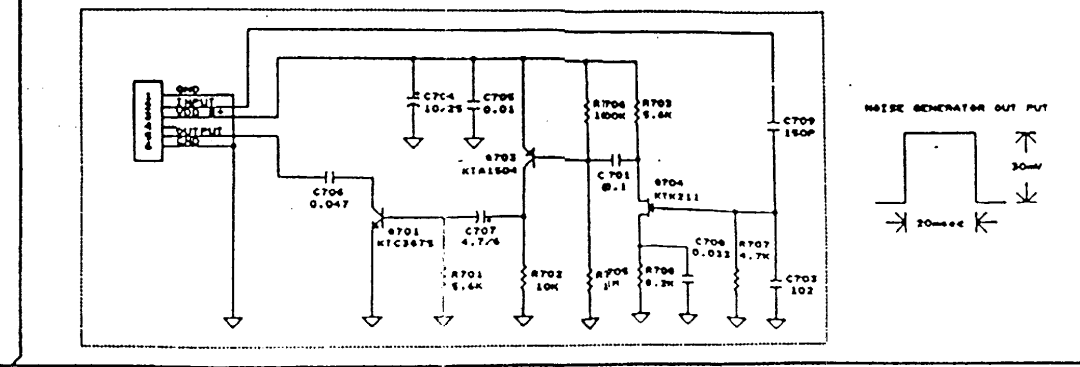 GND
INPUT
VDD B+
OUTPUT
GND
C704
10/25
C705
0.01
R706
100K
R703
5.6K
C709
150P
Q703
KTA1504
C701
0.1
Q704
KTK211
C706
0.047
Q701
KTC3875
C707
4.7/6
R701
5.6K
R702
10K
R705
1M
R708
8.2K
C708
0.033
R707
4.7K
C703
102
NOISE GENERATOR OUT PUT
30mV
20msec